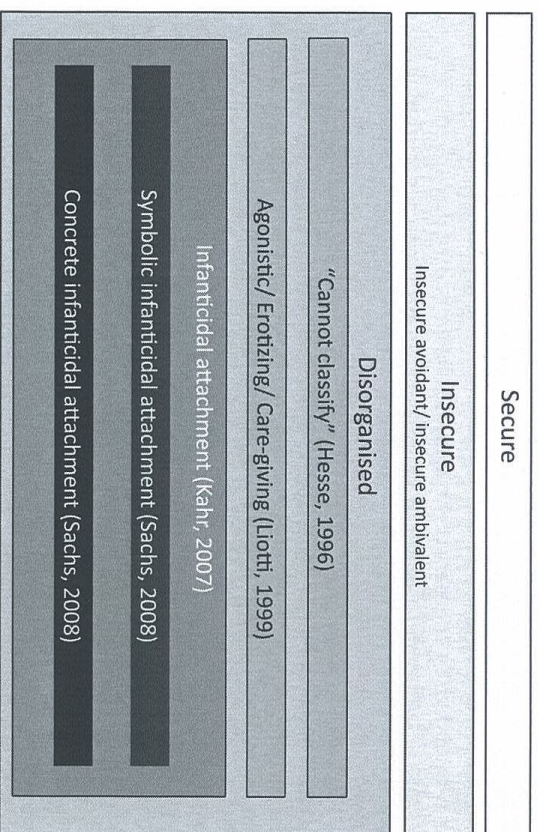 Secure
Insecure
Insecure avoidant/ insecure ambivalent
Disorganised
"Cannot classify" (Hesse, 1996)
Agonistic/ Erotizing/ Care-giving (Liotti, 1999)
Infanticidal attachment (Kahr, 2007)
Symbolic infanticidal attachment (Sachs, 2008)
Concrete infanticidal attachment (Sachs, 2008)